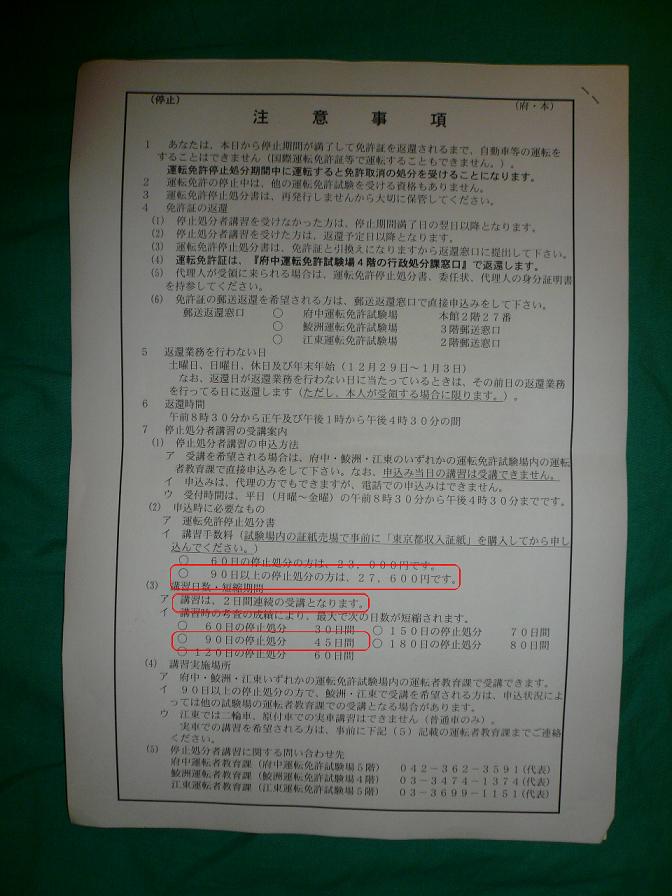 (停止)
(府・本)
注意事項
1 あなたは、本日から停止期間が満了して免許証を返還されるまで、自動車等の運転を
することはできません(国際運転免許証等で運転することもできません。)。
運転免許停止処分期間中に運転すると免許取消の処分を受けることになります。
2 運転免許の停止中は、他の運転免許試験を受ける資格もありません。
3 運転免許停止処分書は、再発行しませんから大切に保管してください。
4 免許証の返還
(1) 停止処分者講習を受けなかった方は、停止期間満了日の翌日以降となります。
(2) 停止処分者講習を受けた方は、返還予定日以降となります。
(3) 運転免許停止処分書は、免許証と引換えになりますから返還窓口に提出して下さい。
(4) 運転免許証は、『府中運転免許試験場4階の行政処分課窓口』で返還します。
(5) 代理人が受領に来られる場合は、運転免許停止処分書、委任状、代理人の身分証明書
を持参してください。
(6) 免許証の郵送返還を希望される方は、郵送返還窓口で直接申込みをして下さい。
郵送返還窓口 ○ 府中運転免許試験場 本館2階27番
○ 鮫洲運転免許試験場 3階郵送窓口
○ 江東運転免許試験場 2階郵送窓口
5 返還業務を行わない日
土曜日、日曜日、休日及び年末年始(12月29日~1月3日)
なお、返還日が返還業務を行わない日に当たっているときは、その前日の返還業務
を行ってる日に返還します(ただし、本人が受領する場合に限ります。)。
6 返還時間
午前8時30分から正午及び午後1時から午後4時30分の間
7 停止処分者講習の受講案内
(1) 停止処分者講習の申込方法
ア 受講を希望される場合は、府中・鮫洲・江東のいずれかの運転免許試験場内の運転
者教育課で直接申込みをして下さい。なお、申込み当日の講習は受講できません。
イ 申込みは、代理の方でもできますが、電話での申込みはできません。
ウ 受付時間は、平日(月曜~金曜)の午前8時30分から午後4時30分までです。
(2) 申込時に必要なもの
ア 運転免許停止処分書
イ 講習手数料(試験場内の証紙売場で事前に「東京都収入証紙」を購入してから申し
込んでください。)
○ 60日の停止処分の方は、23,000円です。
○ 90日以上の停止処分の方は、27,600円です。
(3) 講習日数・短縮期間
ア 講習は、2日間連続の受講となります。
イ 講習時の考査の成績により、最大で次の日数が短縮されます。
○ 60日の停止処分 30日間 ○150日の停止処分 70日間
○ 90日の停止処分 45日間 ○180日の停止処分 80日間
○120日の停止処分 60日間
(4) 講習実施場所
ア 府中・鮫洲・江東いずれかの運転免許試験場内の運転者教育課で受講できます。
イ 90日以上の停止処分の方で、鮫洲・江東で受講を希望される方は、申込状況によ
っては他の試験場の運転者教育課での受講となる場合があります。
ウ 江東では二輪車、原付車での実車講習はできません(普通車のみ)。
実車での講習を希望される方は、事前に下記(5)記載の運転者教育課までご連絡
ください。
(5) 停止処分者講習に関する問い合わせ先
府中運転者教育課(府中運転免許試験場5階) 042-362-3591(代表)
鮫洲運転者教育課(鮫洲運転免許試験場4階) 03-3474-1374(代表)
江東運転者教育課(江東運転免許試験場5階) 03-3699-1151(代表)